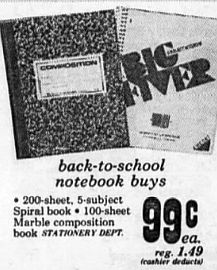 COMPOSITION
BIG
FIVER
back-to-school
notebook buys
• 200-sheet, 5-subject
Spiral book • 100-sheet
Marble composition
book STATIONERY DEPT.
99¢
ea.
reg. 1.49
(cashier deducts)